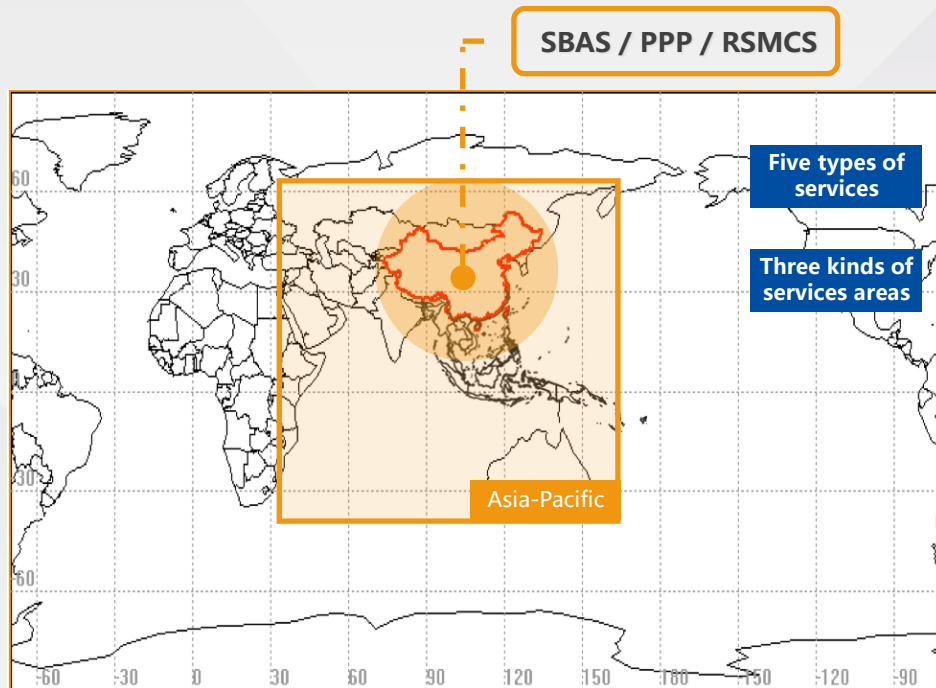 SBAS / PPP / RSMCS
Five types of
services
60
Three kinds of
services areas
30
0
Asia-Pacific
-30
-60
-60 -30 0 30 60 90 120 150 180 -150 -120 -90